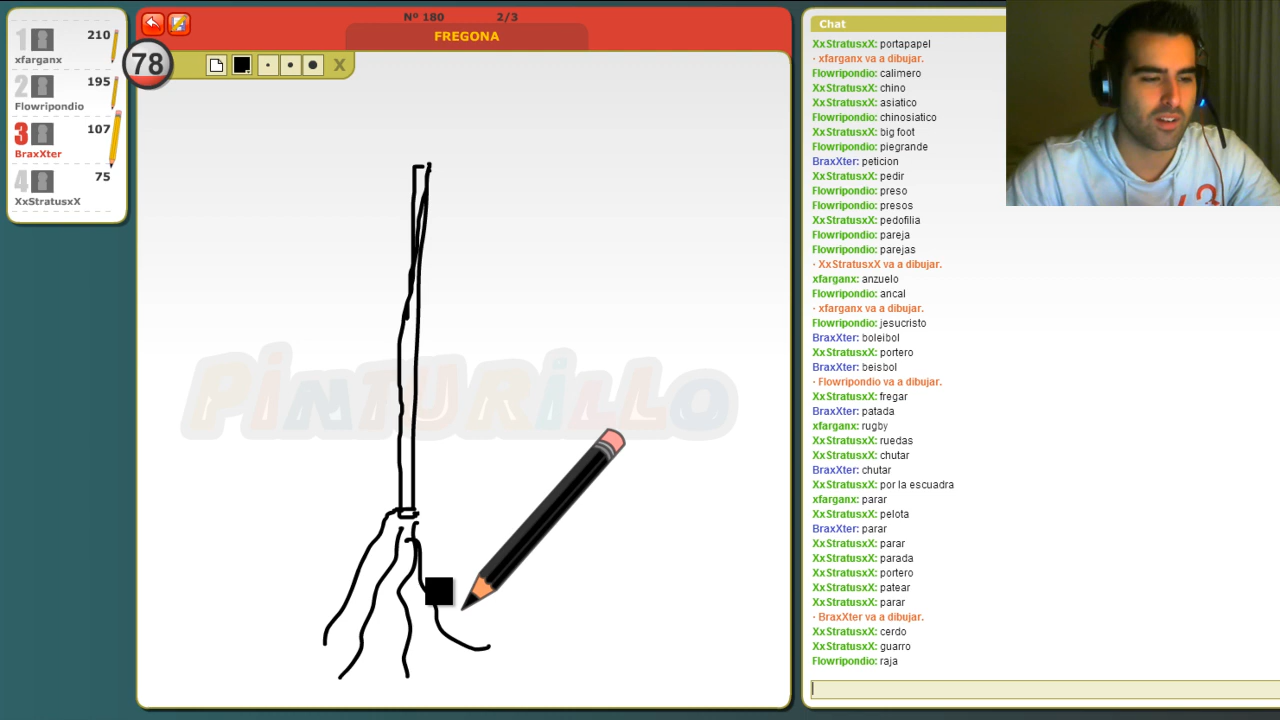 1 210
xfarganx
2 195
Flowripondio
3 107
BraxXter
4 75
XxStratusxX
78
Nº 180 2/3
FREGONA
X
PiNTURiLLO
Chat
XxStratusxX: portapapel
· xfarganx va a dibujar.
Flowripondio: calimero
XxStratusxX: chino
XxStratusxX: asiatico
Flowripondio: chinosiatico
XxStratusxX: big foot
Flowripondio: piegrande
BraxXter: peticion
XxStratusxX: pedir
Flowripondio: preso
Flowripondio: presos
XxStratusxX: pedofilia
Flowripondio: pareja
Flowripondio: parejas
· XxStratusxX va a dibujar.
xfarganx: anzuelo
Flowripondio: ancal
· xfarganx va a dibujar.
Flowripondio: jesucristo
BraxXter: boleibol
XxStratusxX: portero
BraxXter: beisbol
· Flowripondio va a dibujar.
XxStratusxX: fregar
BraxXter: patada
xfarganx: rugby
XxStratusxX: ruedas
XxStratusxX: chutar
BraxXter: chutar
XxStratusxX: por la escuadra
xfarganx: parar
XxStratusxX: pelota
BraxXter: parar
XxStratusxX: parar
XxStratusxX: parada
XxStratusxX: portero
XxStratusxX: patear
XxStratusxX: parar
· BraxXter va a dibujar.
XxStratusxX: cerdo
XxStratusxX: guarro
Flowripondio: raja